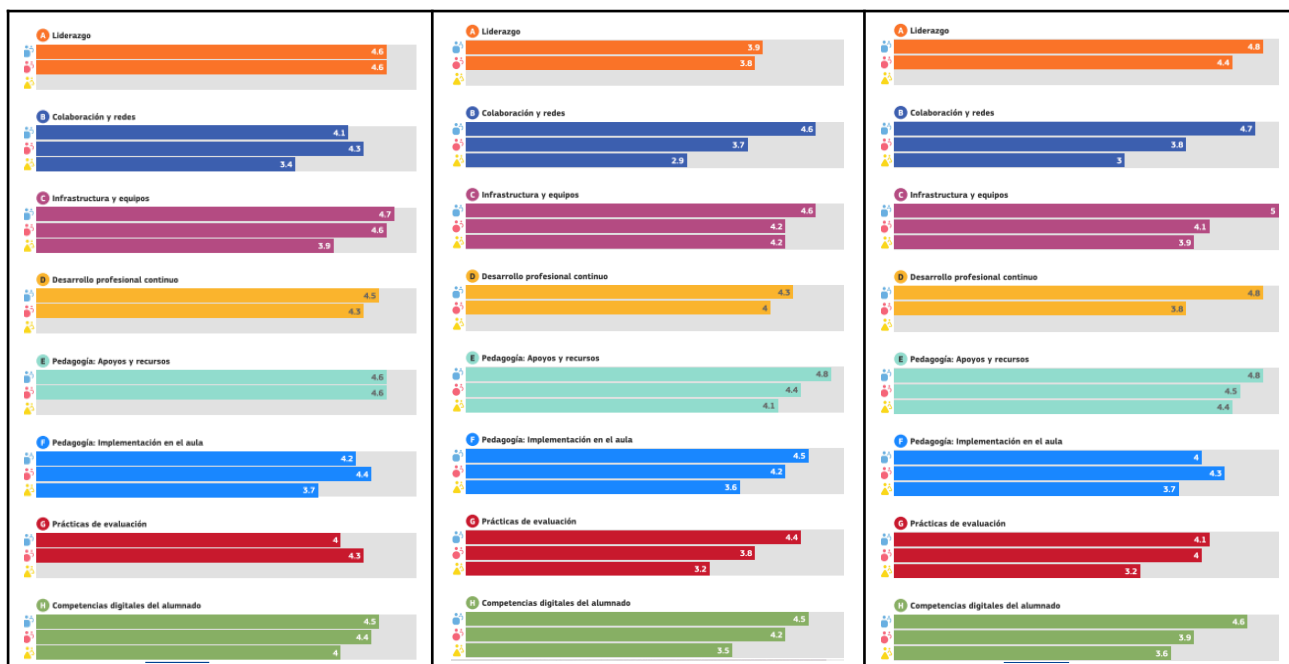 A Liderazgo
4.6
4.6
B Colaboración y redes
4.1
4.3
3.4
C Infrastructura y equipos
4.7
4.6
3.9
D Desarrollo profesional continuo
4.5
4.3
E Pedagogía: Apoyos y recursos
4.6
4.6
F Pedagogía: Implementación en el aula
4.2
4.4
3.7
G Prácticas de evaluación
4
4.3
H Competencias digitales del alumnado
4.5
4.4
4
A Liderazgo
3.9
3.8
B Colaboración y redes
4.6
3.7
2.9
C Infrastructura y equipos
4.6
4.2
4.2
D Desarrollo profesional continuo
4.3
4
E Pedagogía: Apoyos y recursos
4.8
4.4
4.1
F Pedagogía: Implementación en el aula
4.5
4.2
3.6
G Prácticas de evaluación
4.4
3.8
3.2
H Competencias digitales del alumnado
4.5
4.2
3.5
A Liderazgo
4.8
4.4
B Colaboración y redes
4.7
3.8
3
C Infrastructura y equipos
5
4.1
3.9
D Desarrollo profesional continuo
4.8
3.8
E Pedagogía: Apoyos y recursos
4.8
4.5
4.4
F Pedagogía: Implementación en el aula
4
4.3
3.7
G Prácticas de evaluación
4.1
4
3.2
H Competencias digitales del alumnado
4.6
3.9
3.6